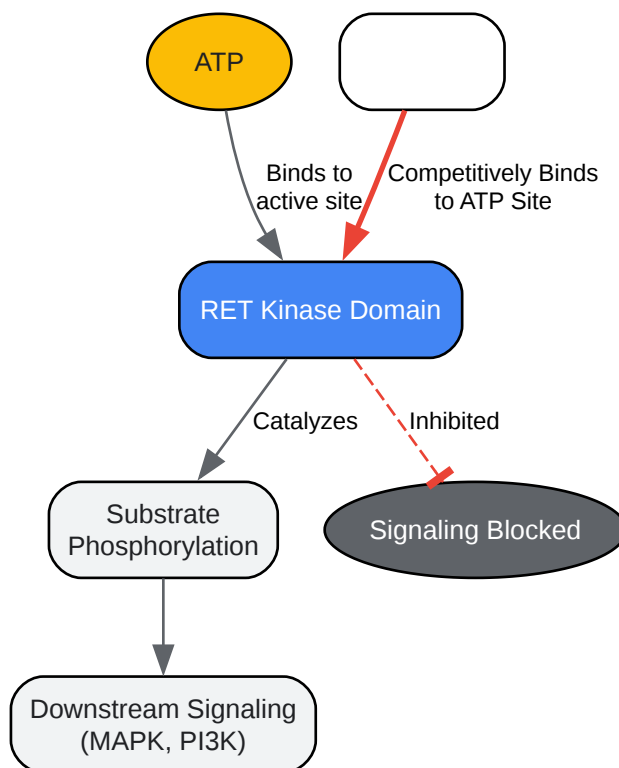 ATP
Binds to
active site
Competitively Binds
to ATP Site
RET Kinase Domain
Catalyzes
Inhibited
Substrate
Phosphorylation
Signaling Blocked
Downstream Signaling
(MAPK, PI3K)